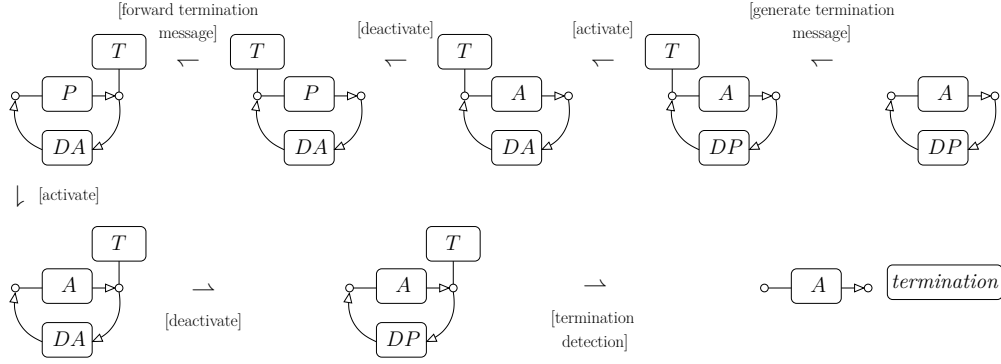 [forward termination
message]
[deactivate]
[activate]
[generate termination
message]
T
T
T
T
P
P
A
A
A
DA
DA
DA
DP
DP
[activate]
T
T
A
A
A
termination
[deactivate]
[termination
detection]
DA
DP